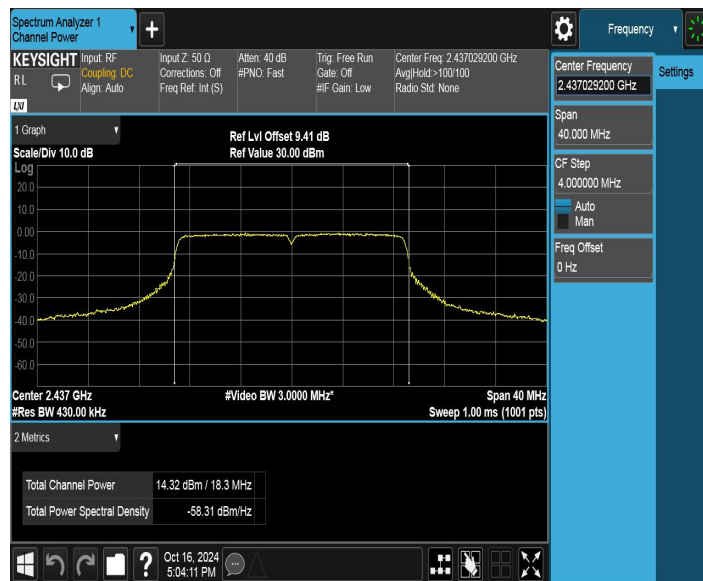 Spectrum Analyzer 1
Channel Power
Frequency
KEYSIGHT
R L
LXI
Input: RF
Coupling: DC
Align: Auto
Input Z: 50 Ω
Corrections: Off
Freq Ref: Int (S)
Atten: 40 dB
#PNO: Fast
Trig: Free Run
Gate: Off
#IF Gain: Low
Center Freq: 2.437029200 GHz
Avg|Hold:>100/100
Radio Std: None
Center Frequency
2.437029200 GHz
Settings
Span
40.000 MHz
CF Step
4.000000 MHz
Auto
Man
Freq Offset
0 Hz
1 Graph
Scale/Div 10.0 dB
Ref Lvl Offset 9.41 dB
Ref Value 30.00 dBm
Log
20.0
10.0
0.00
-10.0
-20.0
-30.0
-40.0
-50.0
-60.0
Center 2.437 GHz
#Video BW 3.0000 MHz*
Span 40 MHz
#Res BW 430.00 kHz
Sweep 1.00 ms (1001 pts)
2 Metrics
Total Channel Power 14.32 dBm / 18.3 MHz
Total Power Spectral Density -58.31 dBm/Hz
Oct 16, 2024
5:04:11 PM